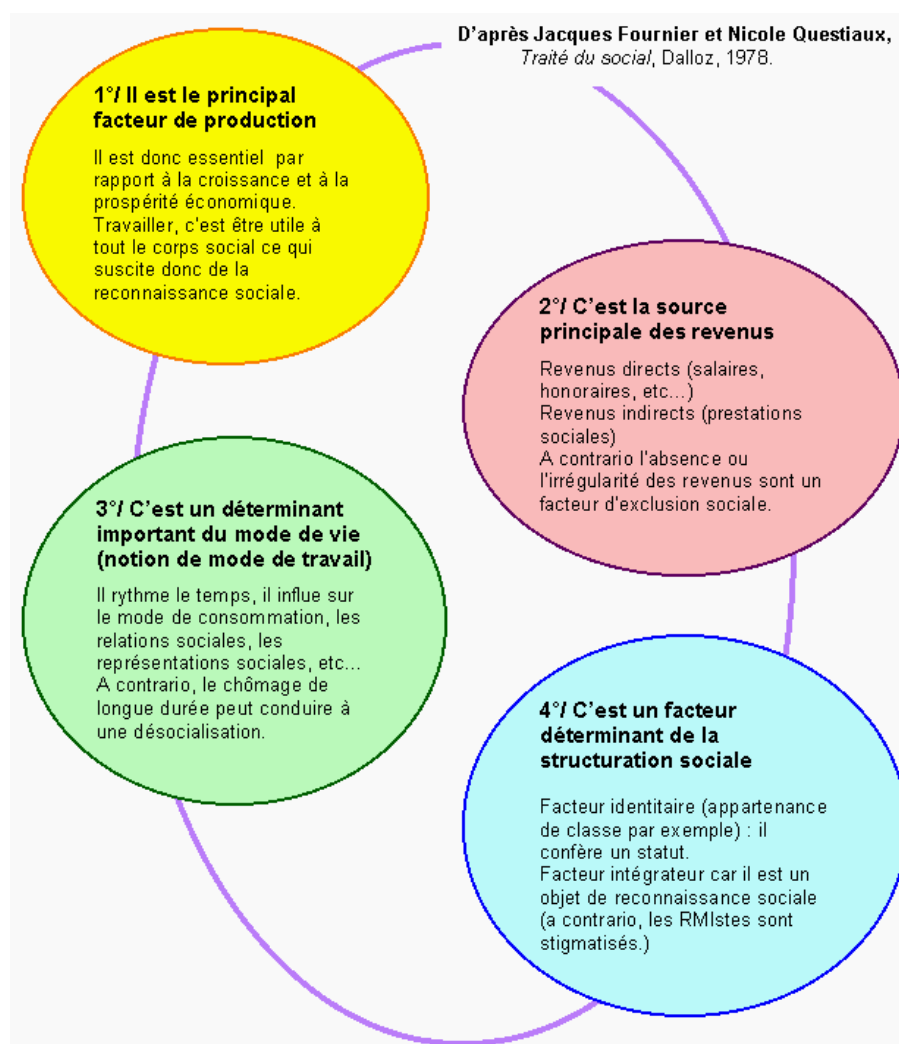 D'après Jacques Fournier et Nicole Questiaux,
Traité du social, Dalloz, 1978.
1°/ Il est le principal
facteur de production
Il est donc essentiel par
rapport à la croissance et à la
prospérité économique.
Travailler, c'est être utile à
tout le corps social ce qui
suscite donc de la
reconnaissance sociale.
2°/ C'est la source
principale des revenus
Revenus directs (salaires,
honoraires, etc...)
Revenus indirects (prestations
sociales)
A contrario l'absence ou
l'irrégularité des revenus sont un
facteur d'exclusion sociale.
3°/ C'est un déterminant
important du mode de vie
(notion de mode de travail)
Il rythme le temps, il influe sur
le mode de consommation, les
relations sociales, les
représentations sociales, etc...
A contrario, le chômage de
longue durée peut conduire à
une désocialisation.
4°/ C'est un facteur
déterminant de la
structuration sociale
Facteur identitaire (appartenance
de classe par exemple) : il
confère un statut.
Facteur intégrateur car il est un
objet de reconnaissance sociale
(a contrario, les RMIstes sont
stigmatisés.)